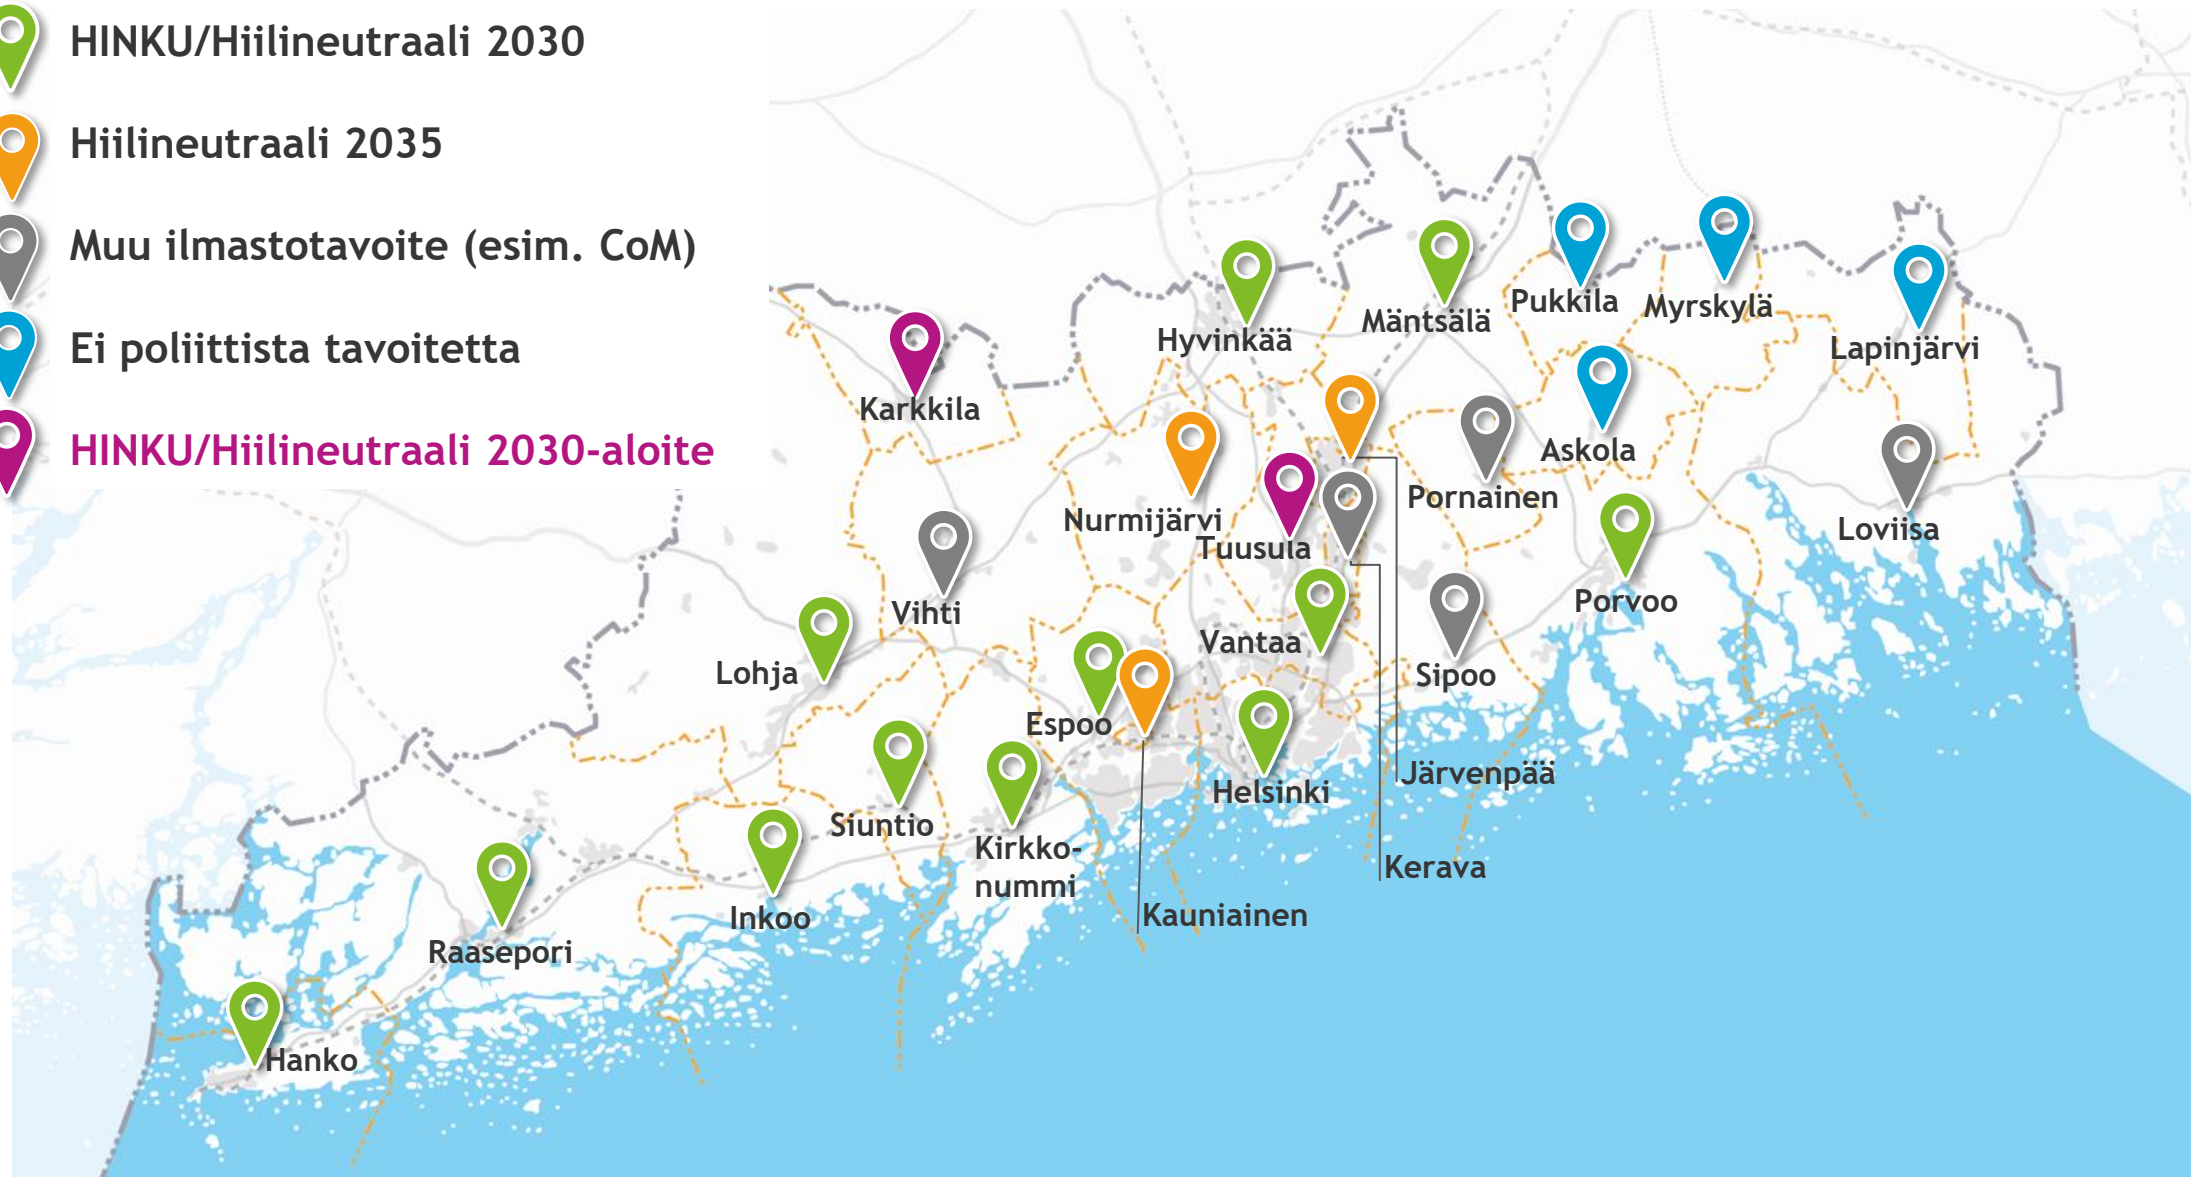 HINKU/Hiilineutraali 2030
Hiilineutraali 2035
Muu ilmastotavoite (esim. CoM)
Ei poliittista tavoitetta
HINKU/Hiilineutraali 2030-aloite
Pukkila
Myrskylä
Mäntsälä
Hyvinkää
Lapinjärvi
Karkkila
Askola
Pornainen
Nurmijärvi
Loviisa
Tuusula
Porvoo
Vihti
Vantaa
Lohja
Sipoo
Espoo
Järvenpää
Helsinki
Siuntio
Kirkko-
nummi
Kerava
Kauniainen
Inkoo
Raasepori
Hanko